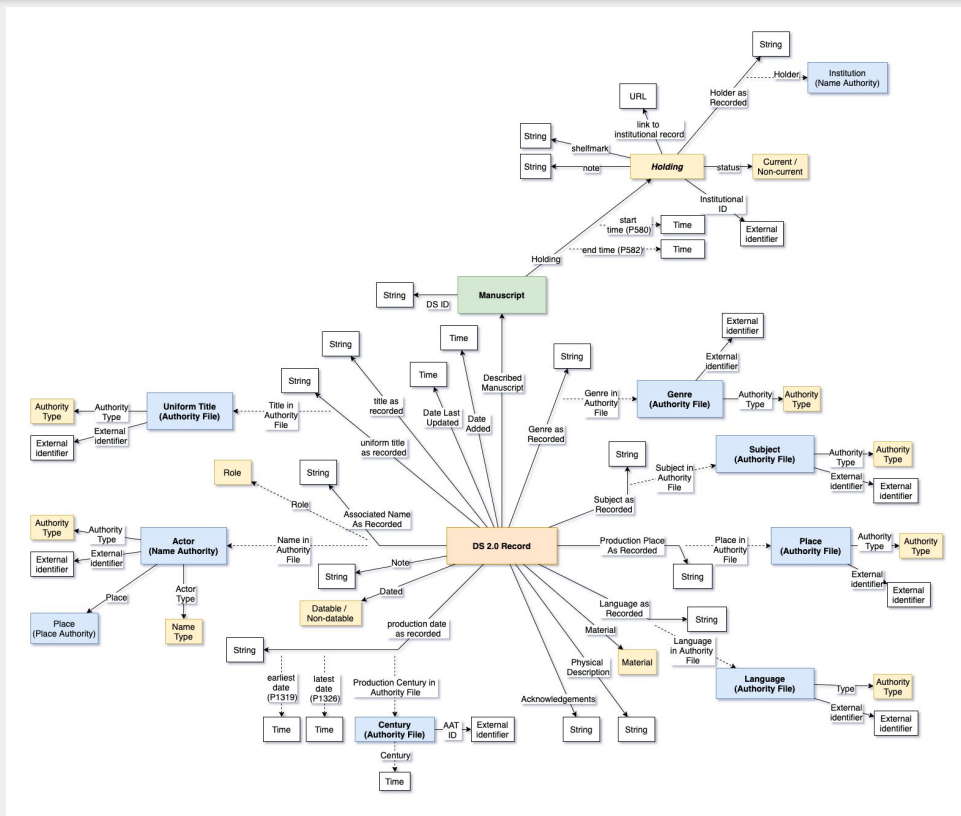 String
Holder
Institution
(Name Authority)
URL
Holder as
Recorded
link to
institutional record
String
shelfmark
String
note
Holding
status
Current /
Non-current
Institutional
ID
External
identifier
start
time (P580)
Time
end time (P582)
Time
Holding
String
DS ID
Manuscript
External
identifier
String
Time
String
Time
External
identifier
Described
Manuscript
String
title as
recorded
Date Last
Updated
Date
Added
Genre as
Recorded
Genre in
Authority
File
Genre
(Authority File)
Authority
Type
Authority
Type
Authority
Type
Authority
Type
External
identifier
External
identifier
Uniform Title
(Authority File)
Title in
Authority
File
uniform title
as recorded
String
Subject in
Authority
File
Subject
(Authority File)
Authority
Type
Authority
Type
External
identifier
External
identifier
Subject as
Recorded
Role
String
Role
Associated Name
As Recorded
Authority
Type
Authority
Type
External
identifier
External
identifier
Actor
(Name Authority)
Name in
Authority
File
DS 2.0 Record
Production Place
As Recorded
Place in
Authority
File
Place
(Authority File)
Authority
Type
Authority
Type
External
identifier
External
identifier
String
String
Note
Dated
Datable /
Non-datable
Place
Place
(Place Authority)
Actor
Type
Name
Type
production date
as recorded
String
Language as
Recorded
String
Material
Material
Language
in Authority
File
Physical
Description
Acknowledgements
Language
(Authority File)
Type
Authority
Type
External
identifier
External
identifier
earliest
date
(P1319)
latest
date
(P1326)
Production Century in
Authority File
Time
Time
Century
(Authority File)
AAT
ID
External
identifier
String
String
Century
Time